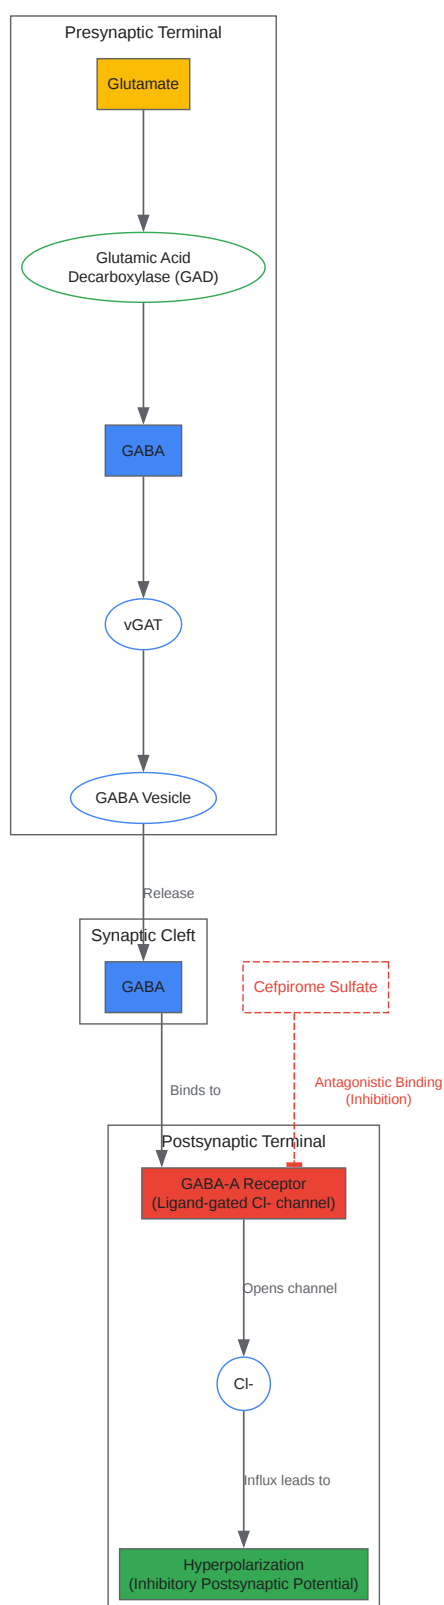 Presynaptic Terminal
Glutamate
Glutamic Acid
Decarboxylase (GAD)
GABA
vGAT
GABA Vesicle
Release
Synaptic Cleft
GABA
Cefpirome Sulfate
Binds to
Antagonistic Binding
(Inhibition)
Postsynaptic Terminal
GABA-A Receptor
(Ligand-gated Cl- channel)
Opens channel
Cl-
Influx leads to
Hyperpolarization
(Inhibitory Postsynaptic Potential)